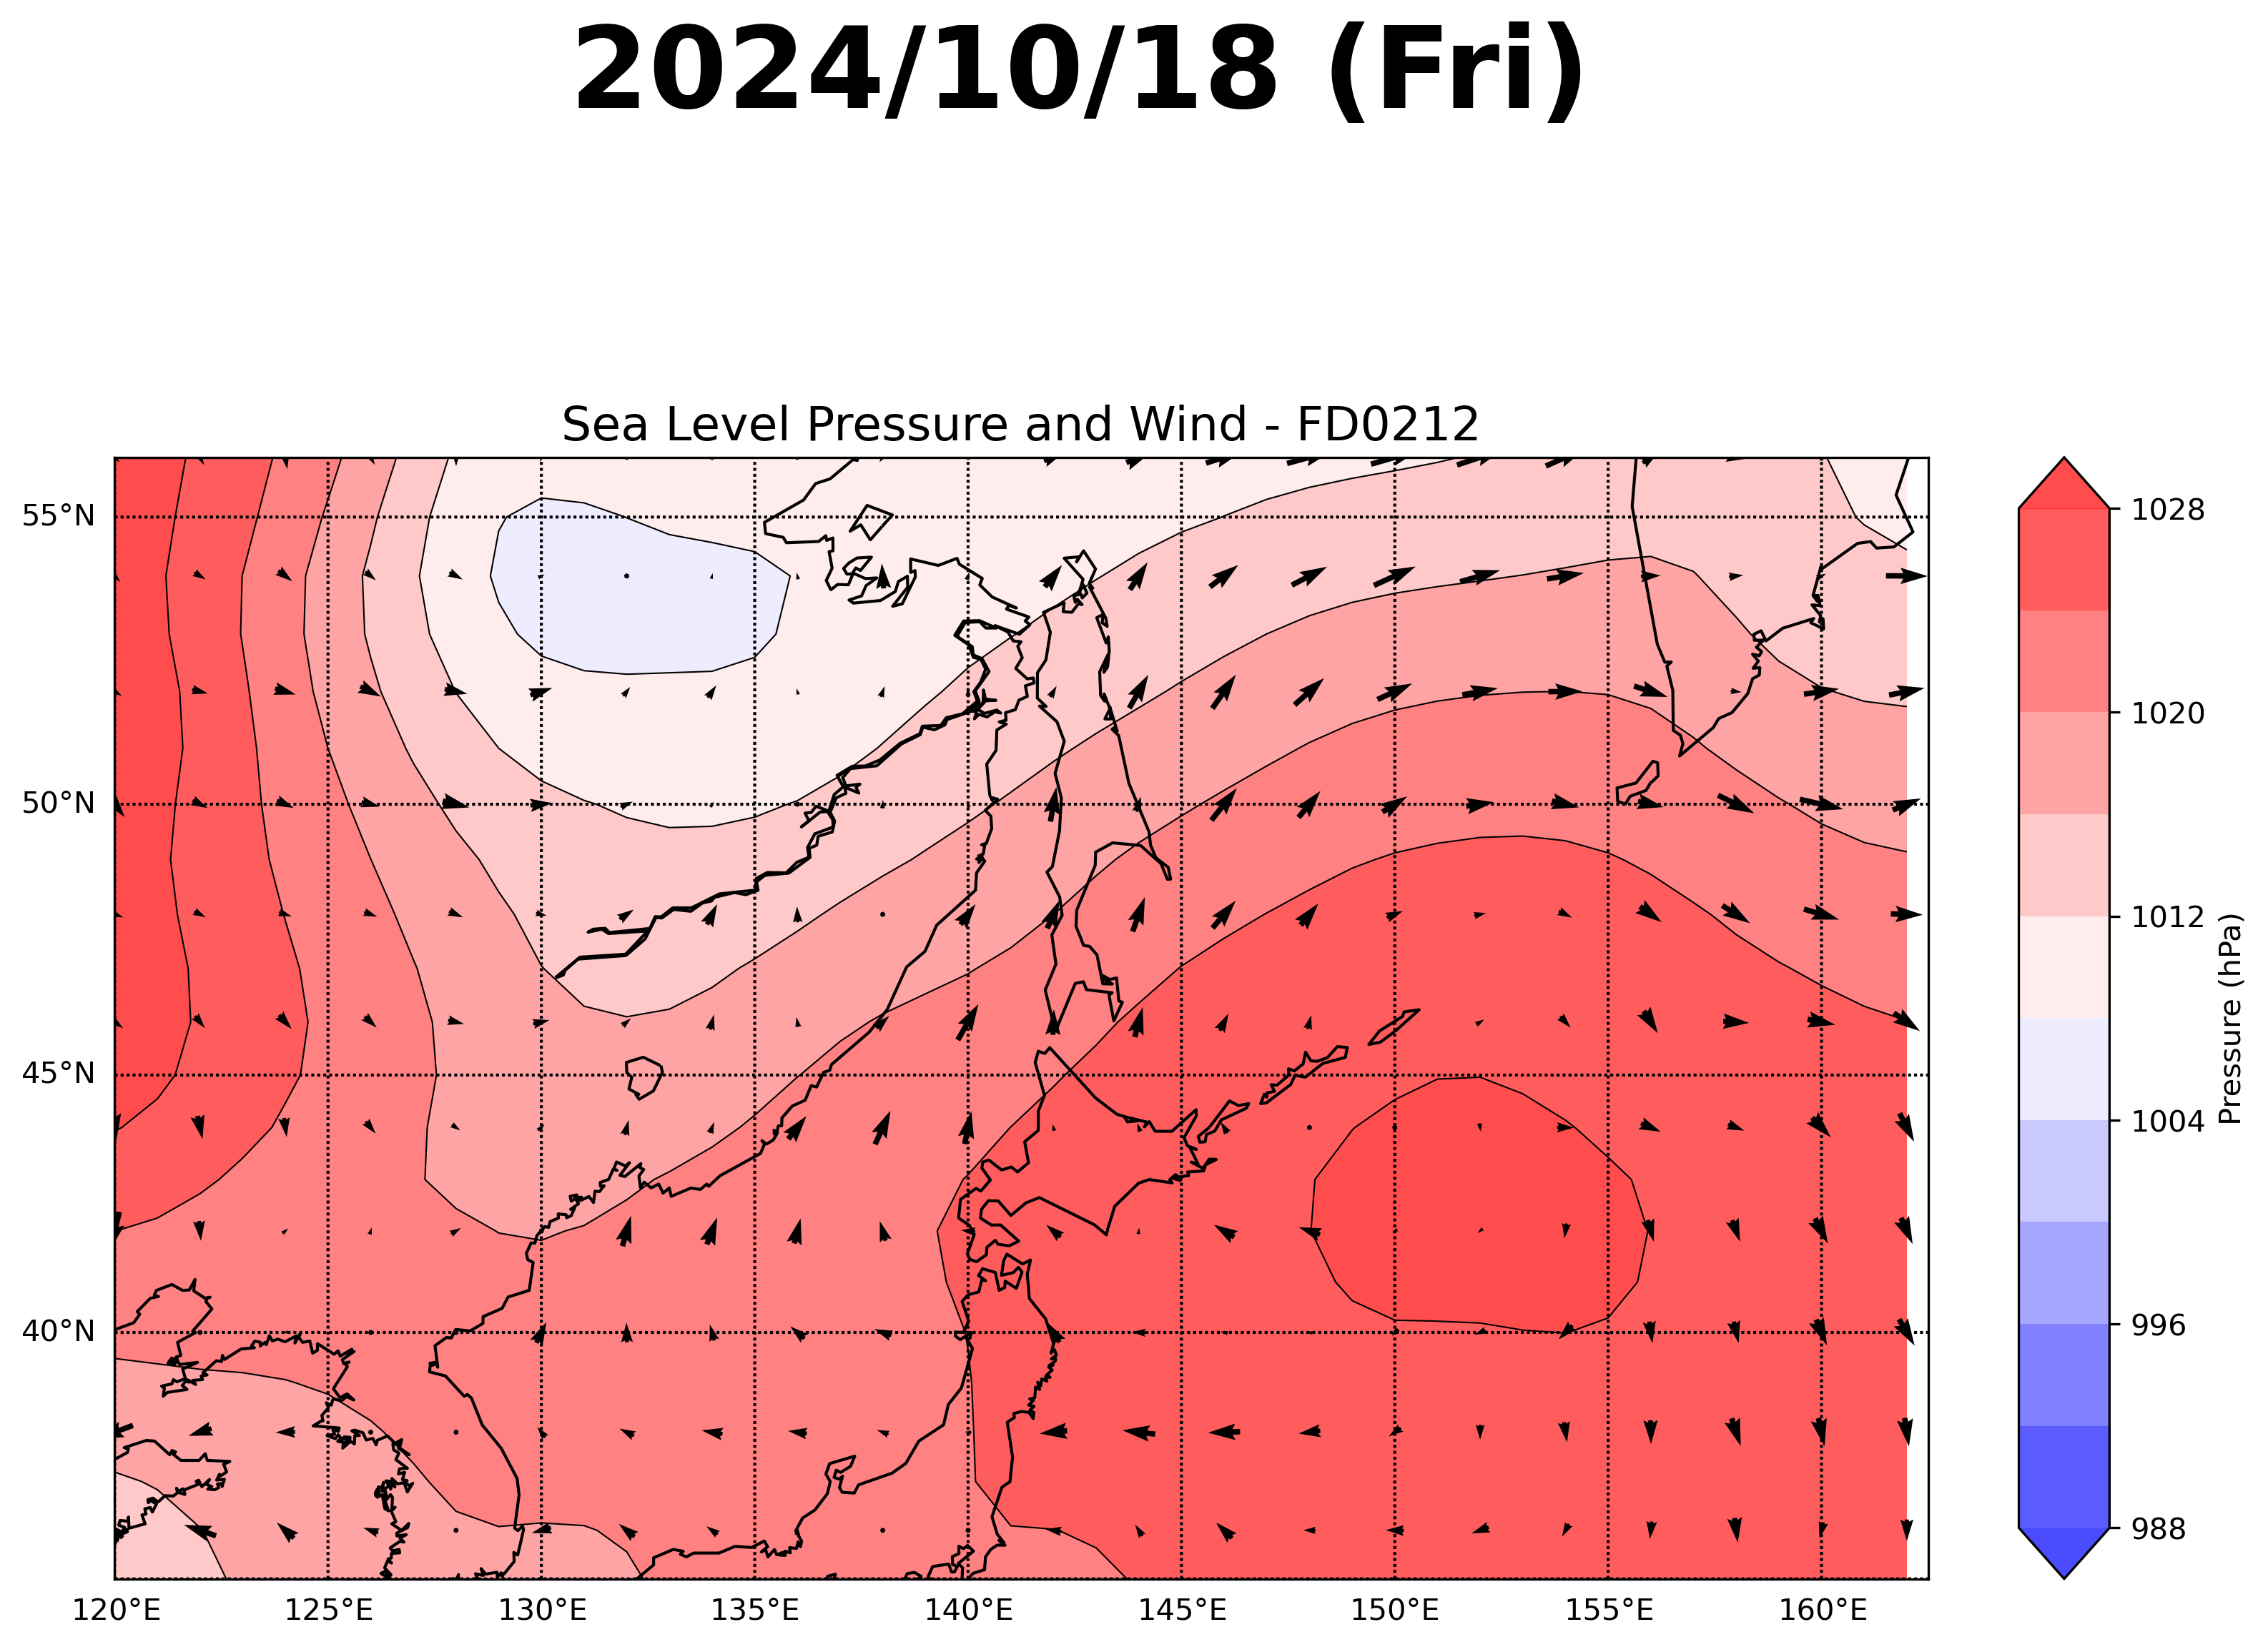 2024/10/18 (Fri)
Sea Level Pressure and Wind - FD0212
55°N
50°N
45°N
40°N
120°E 125°E 130°E 135°E 140°E 145°E 150°E 155°E 160°E
1028
1020
1012
1004
996
988
Pressure (hPa)